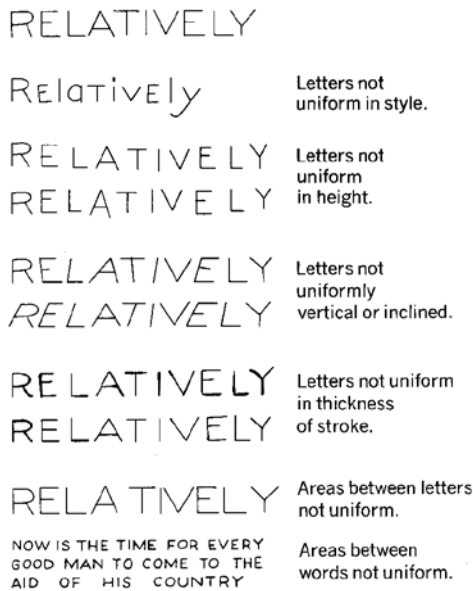 RELATIVELY
RElaTiVEly
Letters not
uniform in style.
RELATIVELY
RELATIVELY
Letters not
uniform
in height.
RELATIVELY
RELATIVELY
Letters not
uniformly
vertical or inclined.
RELATIVELY
RELATIVELY
Letters not uniform
in thickness
of stroke.
RELA TIVELY
Areas between letters
not uniform.
NOW IS THE TIME FOR EVERY
GOOD MAN TO COME TO THE
AID OF HIS COUNTRY
Areas between
words not uniform.